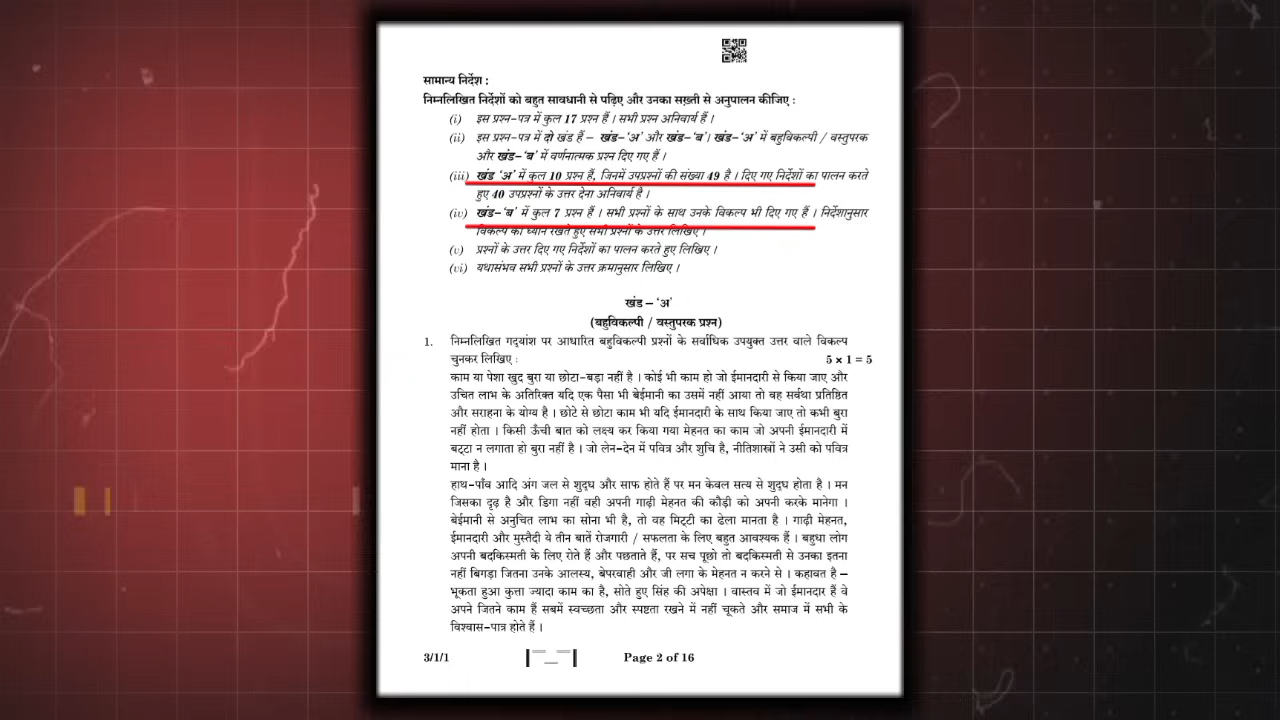 सामान्य निर्देश :
निम्नलिखित निर्देशों को बहुत सावधानी से पढ़िए और उनका सख़्ती से अनुपालन कीजिए :
(i) इस प्रश्न-पत्र में कुल 17 प्रश्न हैं । सभी प्रश्न अनिवार्य हैं ।
(ii) इस प्रश्न-पत्र में दो खंड हैं – खंड-‘अ’ और खंड-‘ब’ । खंड-‘अ’ में बहुविकल्पी / वस्तुपरक
और खंड-‘ब’ में वर्णनात्मक प्रश्न दिए गए हैं ।
(iii) खंड ‘अ’ में कुल 10 प्रश्न हैं, जिनमें उपप्रश्नों की संख्या 49 है । दिए गए निर्देशों का पालन करते
हुए 40 उपप्रश्नों के उत्तर देना अनिवार्य है ।
(iv) खंड-‘ब’ में कुल 7 प्रश्न हैं । सभी प्रश्नों के साथ उनके विकल्प भी दिए गए हैं । निर्देशानुसार
विकल्प का ध्यान रखते हुए सभी प्रश्नों के उत्तर लिखिए ।
(v) प्रश्नों के उत्तर दिए गए निर्देशों का पालन करते हुए लिखिए ।
(vi) यथासंभव सभी प्रश्नों के उत्तर क्रमानुसार लिखिए ।
खंड – ‘अ’
(बहुविकल्पी / वस्तुपरक प्रश्न)
1. निम्नलिखित गद्यांश पर आधारित बहुविकल्पी प्रश्नों के सर्वाधिक उपयुक्त उत्तर वाले विकल्प
चुनकर लिखिए : 5 × 1 = 5
काम या पेशा खुद बुरा या छोटा-बड़ा नहीं है । कोई भी काम हो जो ईमानदारी से किया जाए और
उचित लाभ के अतिरिक्त यदि एक पैसा भी बेईमानी का उसमें नहीं आया तो वह सर्वथा प्रतिष्ठित
और सराहना के योग्य है । छोटे से छोटा काम भी यदि ईमानदारी के साथ किया जाए तो कभी बुरा
नहीं होता । किसी ऊँची बात को लक्ष्य कर किया गया मेहनत का काम जो अपनी ईमानदारी में
बट्टा न लगाता हो बुरा नहीं है । जो लेन-देन में पवित्र और शुचि है, नीतिशास्त्रों ने उसी को पवित्र
माना है ।
हाथ-पाँव आदि अंग जल से शुद्ध और साफ होते हैं पर मन केवल सत्य से शुद्ध होता है । मन
जिसका दृढ़ है और डिगा नहीं वही अपनी गाढ़ी मेहनत की कौड़ी को अपनी करके मानेगा ।
बेईमानी से अनुचित लाभ का सोना भी है, तो वह मिट्टी का ढेला मानता है । गाढ़ी मेहनत,
ईमानदारी और मुस्तैदी ये तीन बातें रोजगारी / सफलता के लिए बहुत आवश्यक हैं । बहुधा लोग
अपनी बदकिस्मती के लिए रोते हैं और पछताते हैं, पर सच पूछो तो बदकिस्मती से उनका इतना
नहीं बिगड़ा जितना उनके आलस्य, बेपरवाही और जी लगा के मेहनत न करने से । कहावत है –
भूकता हुआ कुत्ता ज्यादा काम का है, सोते हुए सिंह की अपेक्षा । वास्तव में जो ईमानदार हैं वे
अपने जितने काम हैं सबमें स्वच्छता और स्पष्टता रखने में नहीं चूकते और समाज में सभी के
विश्वास-पात्र होते हैं ।
3/1/1 Page 2 of 16